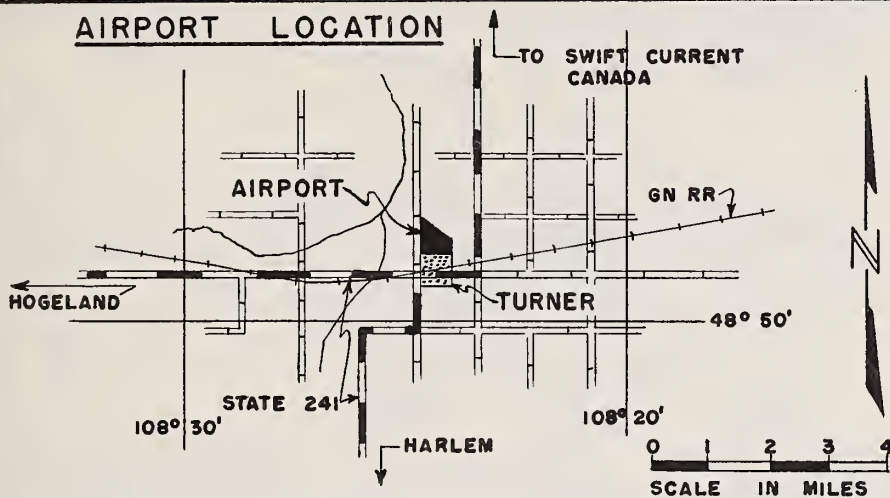 AIRPORT LOCATION
TO SWIFT CURRENT
CANADA
AIRPORT
GN RR
N
HOGELAND
TURNER
48° 50'
STATE 241
108° 30'
108° 20'
HARLEM
0 1 2 3 4
SCALE IN MILES